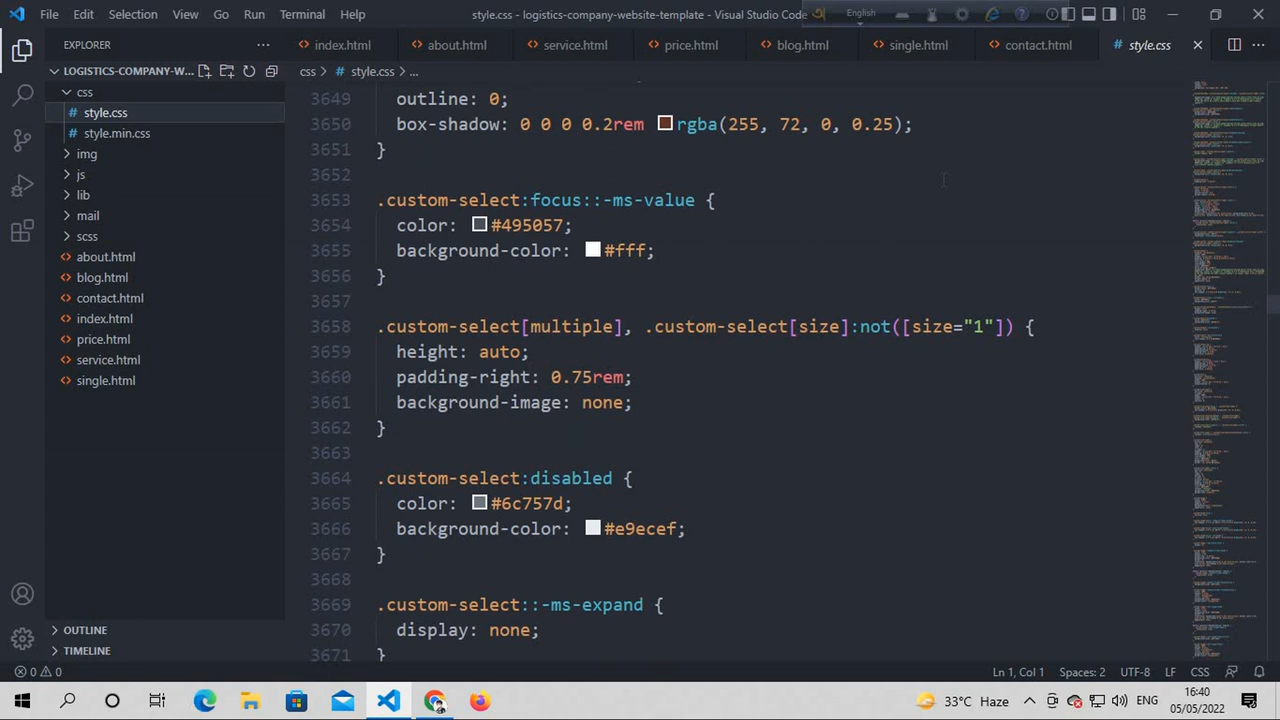 File Edit Selection View Go Run Terminal Help
style.css - logistics-company-website-template - Visual Studio Code
English
EXPLORER
LOGISTICS-COMPANY-W...
css
style.css
style.min.css
img
js
lib
mail
about.html
blog.html
contact.html
index.html
price.html
service.html
single.html
OUTLINE
TIMELINE
index.html about.html service.html price.html blog.html single.html contact.html style.css
css > # style.css > ...
3649 outline: 0;
3650 box-shadow: 0 0 0 0.2rem rgba(255, 72, 0, 0.25);
3651 }
3652
3653 .custom-select:focus::-ms-value {
3654 color: #495057;
3655 background-color: #fff;
3656 }
3657
3658 .custom-select[multiple], .custom-select[size]:not([size="1"]) {
3659 height: auto;
3660 padding-right: 0.75rem;
3661 background-image: none;
3662 }
3663
3664 .custom-select:disabled {
3665 color: #6c757d;
3666 background-color: #e9ecef;
3667 }
3668
3669 .custom-select::-ms-expand {
3670 display: none;
3671 }
0 0 Ln 1, Col 1 Spaces: 2 UTF-8 LF CSS
33°C Haze ENG 16:40
05/05/2022